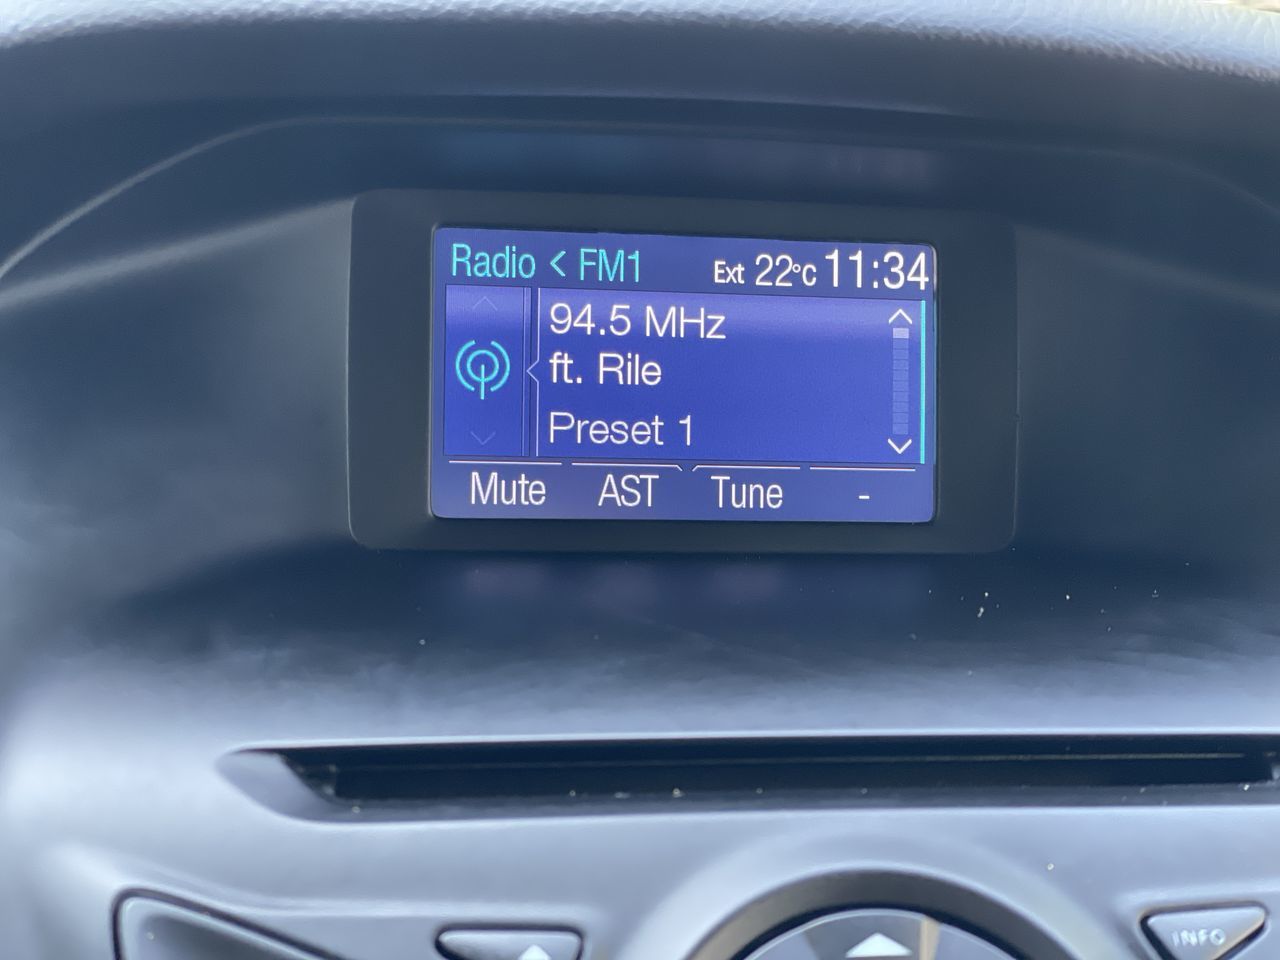 Radio < FM1 Ext 22°C 11:34
94.5 MHz
ft. Rile
Preset 1
Mute AST Tune -
INFO